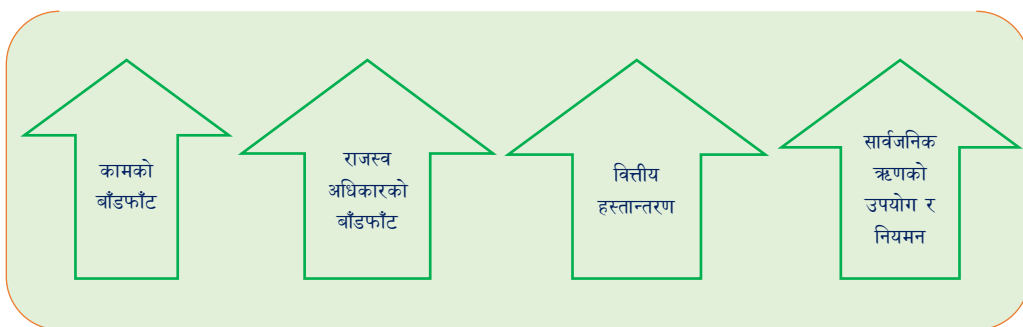 कामको
बाँडफाँट
राजस्व
अधिकारको
बाँडफाँट
वित्तीय
हस्तान्तरण
सार्वजनिक
ऋणको
उपयोग र
नियमन